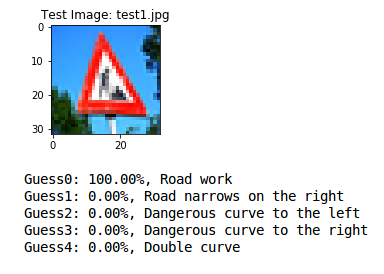 Test Image: test1.jpg
0
10
20
30
0
20
Guess0: 100.00%, Road work
Guess1: 0.00%, Road narrows on the right
Guess2: 0.00%, Dangerous curve to the left
Guess3: 0.00%, Dangerous curve to the right
Guess4: 0.00%, Double curve